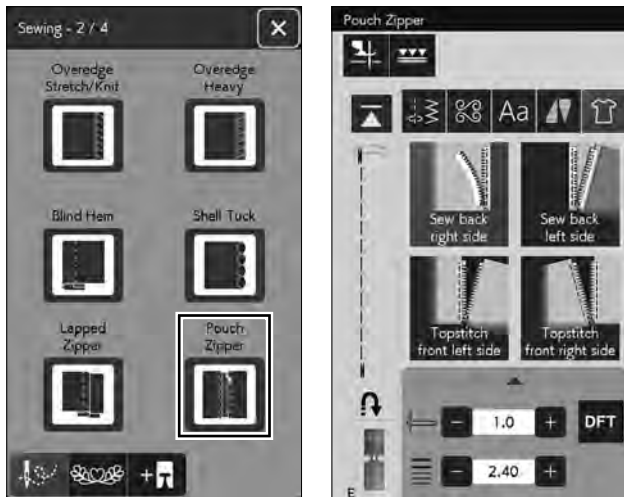 Sewing - 2 / 4
Overedge
Stretch/Knit
Overedge
Heavy
Blind Hem
Shell Tuck
Lapped
Zipper
Pouch
Zipper
Pouch Zipper
Aa
Sew back
right side
Sew back
left side
Topstitch
front left side
Topstitch
front right side
1.0
DFT
2.40
E